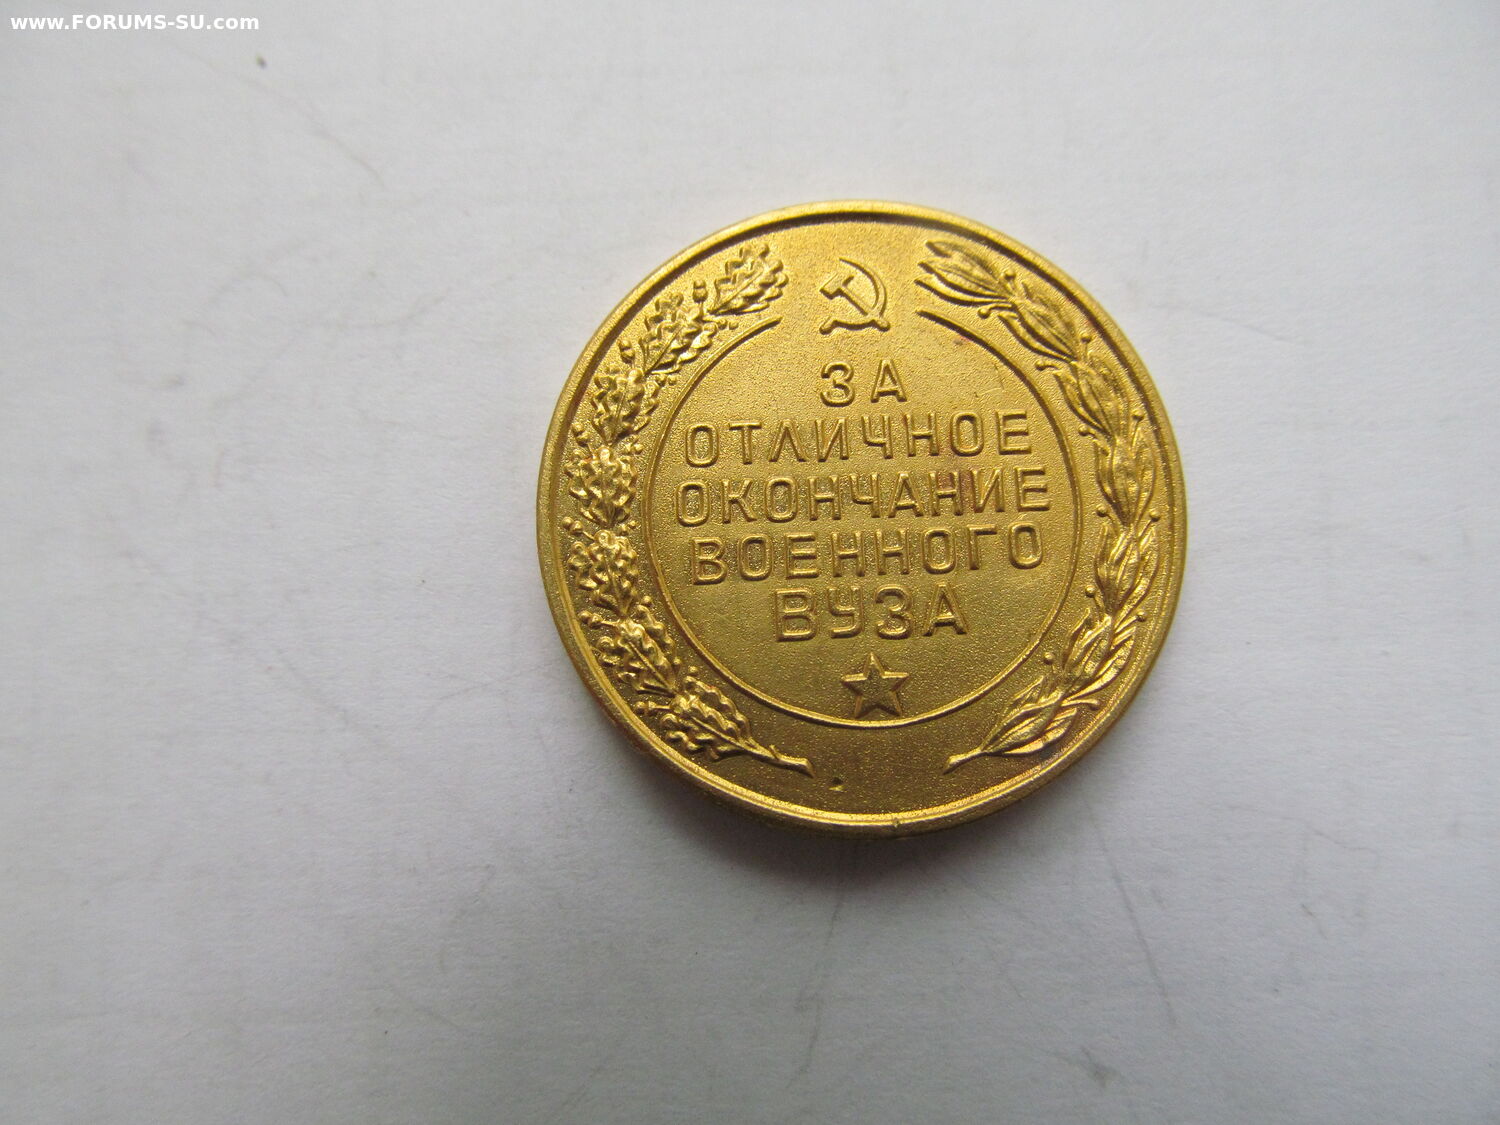 www.FORUMS-SU.com
ЗА
ОТЛИЧНОЕ
ОКОНЧАНИЕ
ВОЕННОГО
ВУЗА